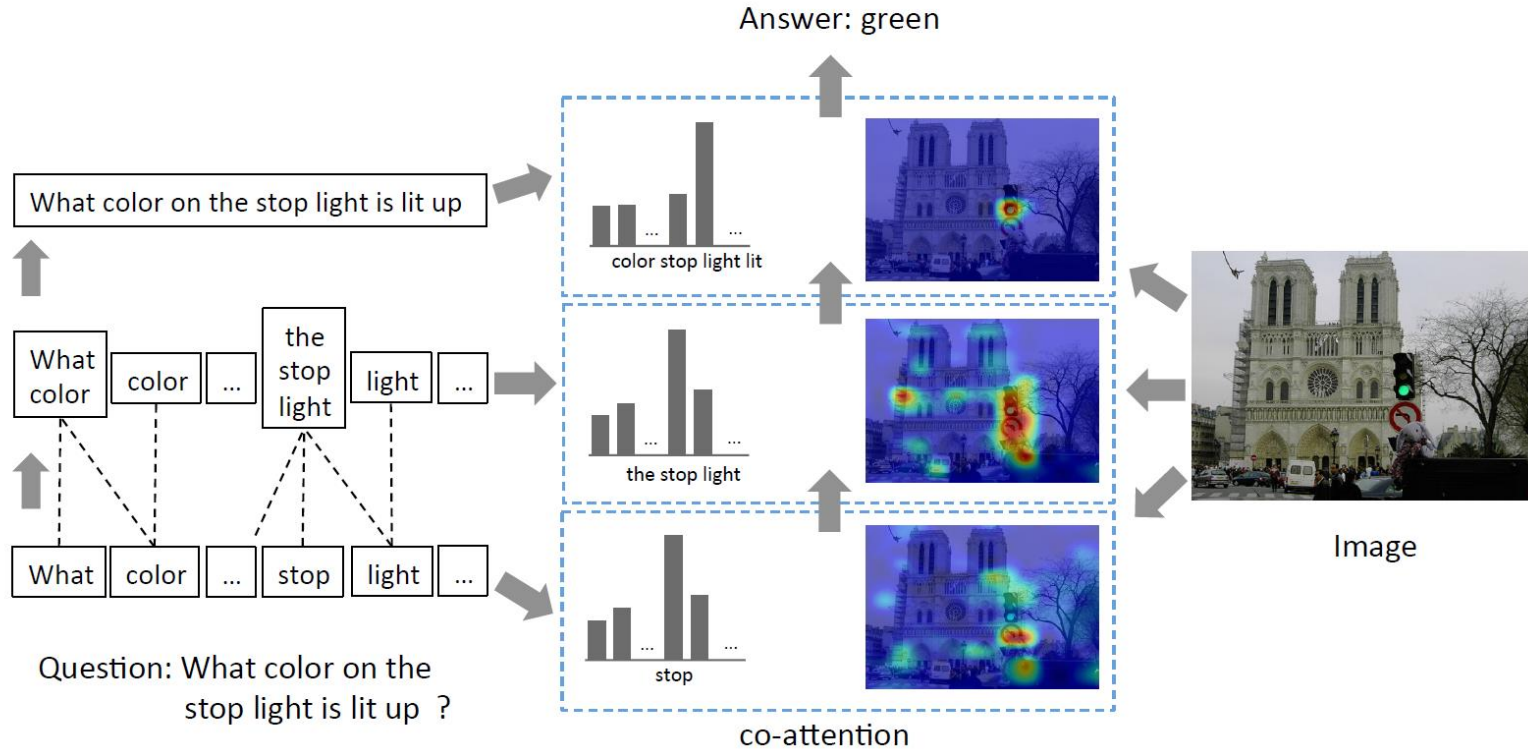 Answer: green
What color on the stop light is lit up
... ...
color stop light lit
What
color
color
...
the
stop
light
light
...
... ...
the stop light
What
color
...
stop
light
...
... ...
stop
Question: What color on the
stop light is lit up ?
Image
co-attention